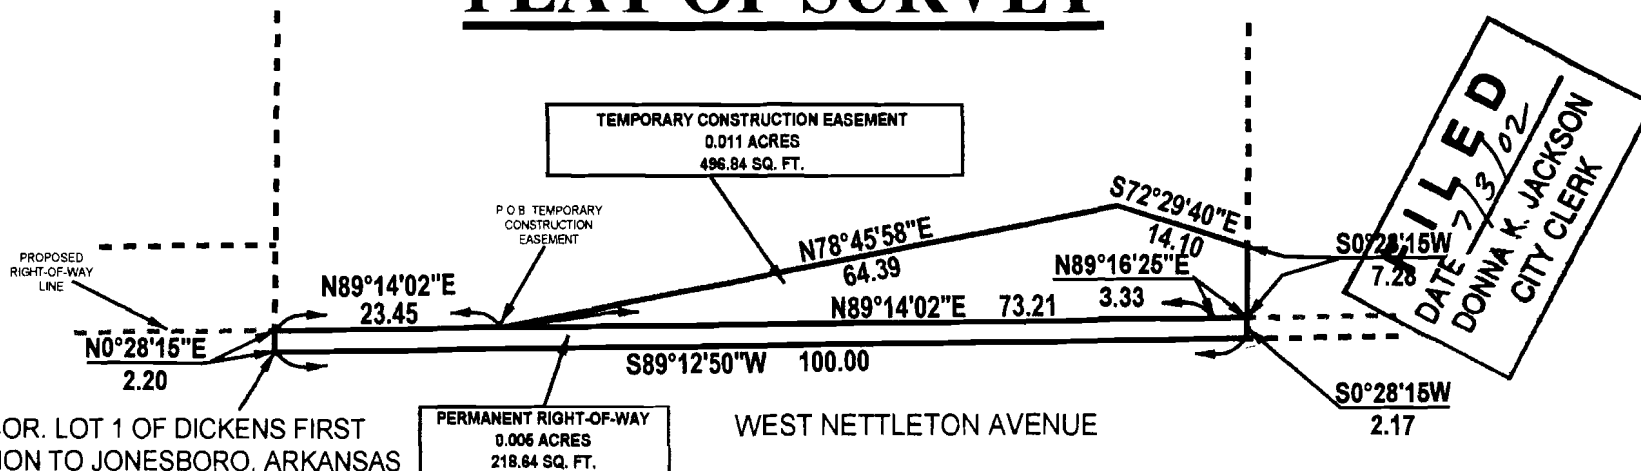 PLAT OF SURVEY
TEMPORARY CONSTRUCTION EASEMENT
0.011 ACRES
496.84 SQ. FT.
FILED
DATE 7/3/02
DONNA K. JACKSON
CITY CLERK
P O B TEMPORARY
CONSTRUCTION
EASEMENT
S72°29'40"E
14.10
N78°45'58"E
64.39
PROPOSED
RIGHT-OF-WAY
LINE
N89°14'02"E
23.45
N89°16'25"E
3.33
S0°28'15W
7.28
N89°14'02"E 73.21
N0°28'15"E
2.20
S89°12'50"W 100.00
S0°28'15W
2.17
OR. LOT 1 OF DICKENS FIRST
ION TO JONESBORO, ARKANSAS
PERMANENT RIGHT-OF-WAY
0.005 ACRES
218.64 SQ. FT.
WEST NETTLETON AVENUE